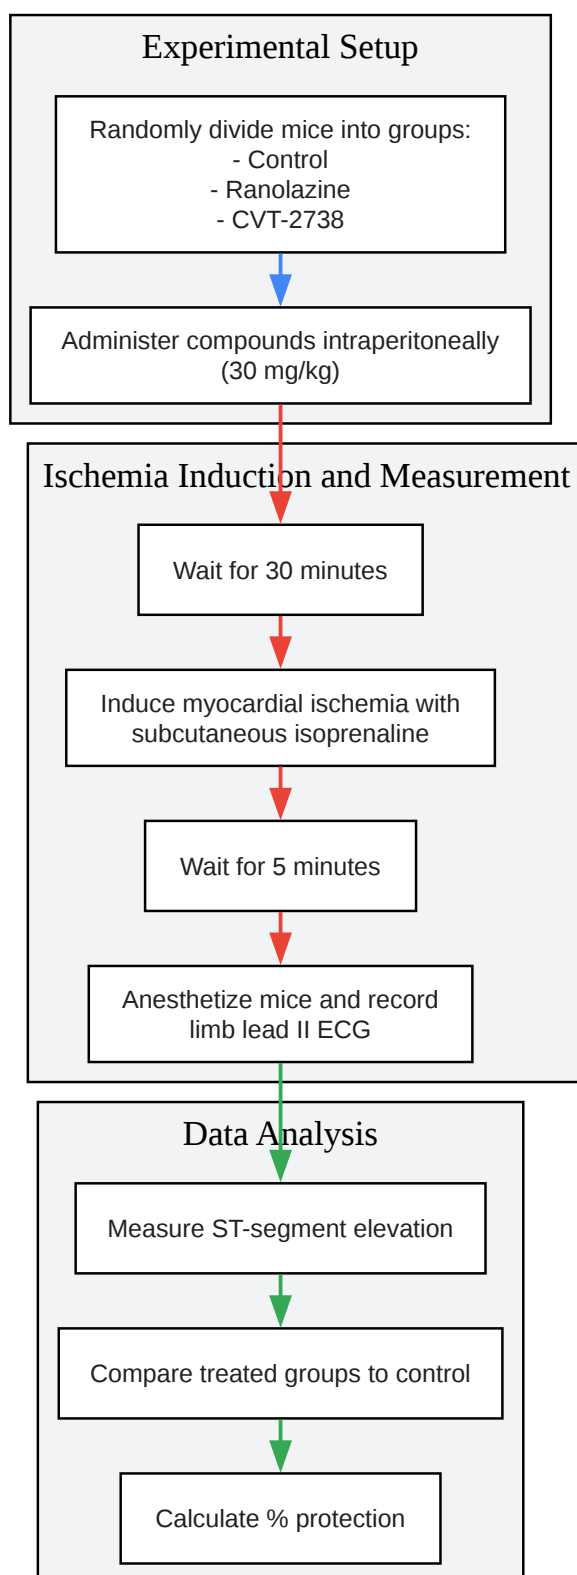 Experimental Setup
Randomly divide mice into groups:
- Control
- Ranolazine
- CVT-2738
Administer compounds intraperitoneally
(30 mg/kg)
Ischemia Induction and Measurement
Wait for 30 minutes
Induce myocardial ischemia with
subcutaneous isoprenaline
Wait for 5 minutes
Anesthetize mice and record
limb lead II ECG
Data Analysis
Measure ST-segment elevation
Compare treated groups to control
Calculate % protection